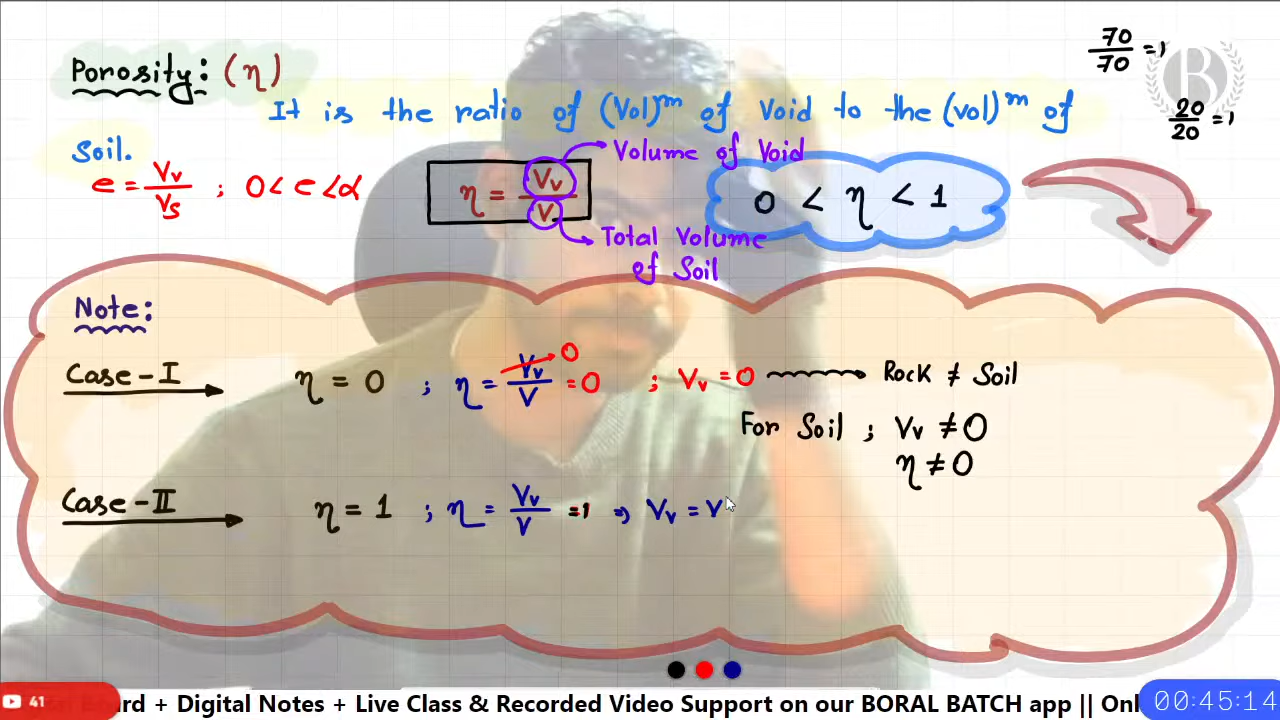 Porosity: (η)
70/70 = 1
It is the ratio of (Vol)^m of Void to the (vol)^m of
20/20 = 1
Soil.
e = Vv/Vs ; 0 < e < α
η = Vv/V
Volume of Void
Total Volume
of Soil
0 < η < 1
Note:
Case-I
η = 0 ; η = Vv/V = 0 ; Vv = 0
0
Rock ≠ Soil
For Soil ; Vv ≠ 0
η ≠ 0
Case-II
η = 1 ; η = Vv/V = 1 ⇒ Vv = V
41
ard + Digital Notes + Live Class & Recorded Video Support on our BORAL BATCH app || Onl
00:45:14
B